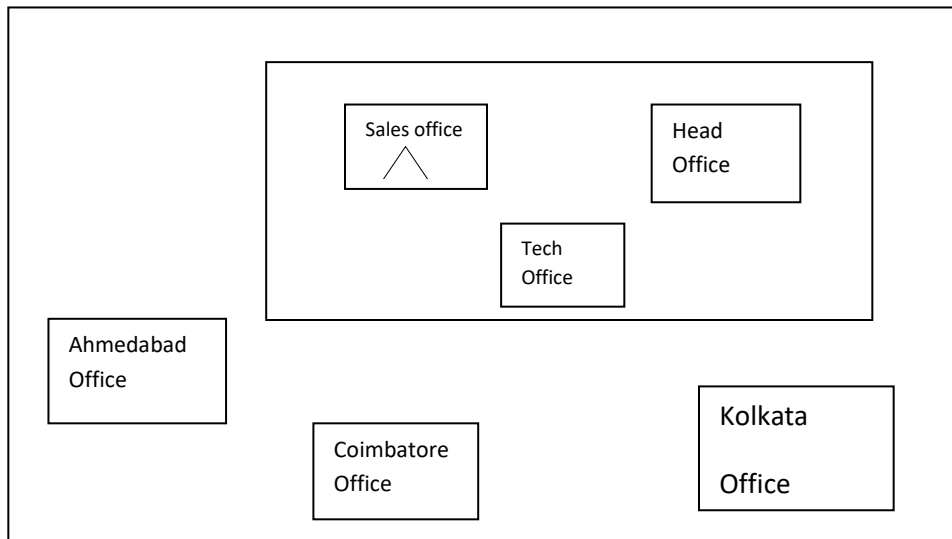 Sales office
Head
Office
Tech
Office
Ahmedabad
Office
Coimbatore
Office
Kolkata
Office